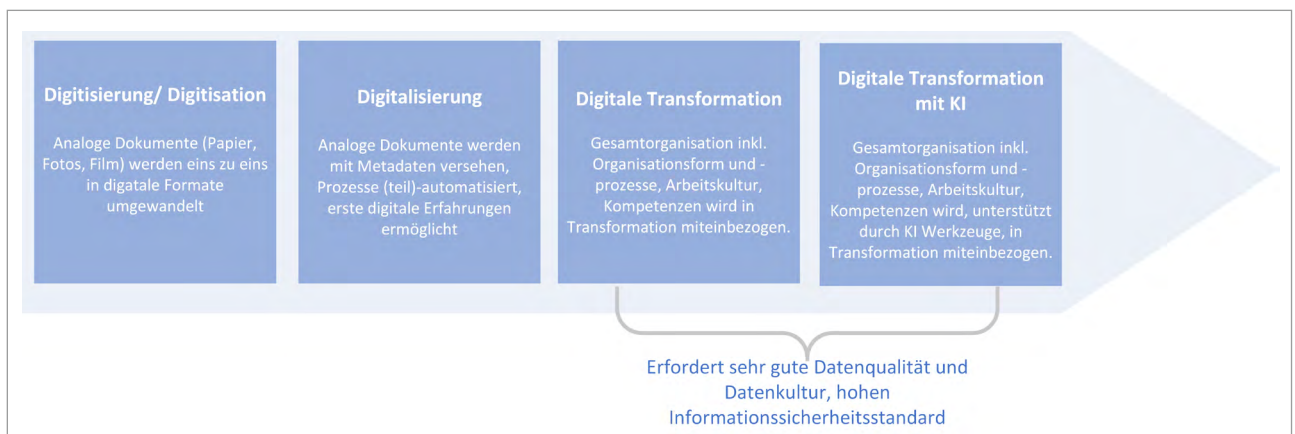 Digitisierung/ Digitisation
Analoge Dokumente (Papier,
Fotos, Film) werden eins zu eins
in digatale Formate
umgewandelt
Digitalisierung
Analoge Dokumente werden
mit Metadaten versehen,
Prozesse (teil)-automatisiert,
erste digitale Erfahrungen
ermöglicht
Digitale Transformation
Gesamtorganisation inkl.
Organisationsform und -
prozesse, Arbeitskultur,
Kompetenzen wird in
Transformation miteinbezogen.
Digitale Transformation
mit KI
Gesamtorganisation inkl.
Organisationsform und -
prozesse, Arbeitskultur,
Kompetenzen wird, unterstützt
durch KI Werkzeuge, in
Transformation miteinbezogen.
Erfordert sehr gute Datenqualität und
Datenkultur, hohen
Informationssicherheitsstandard